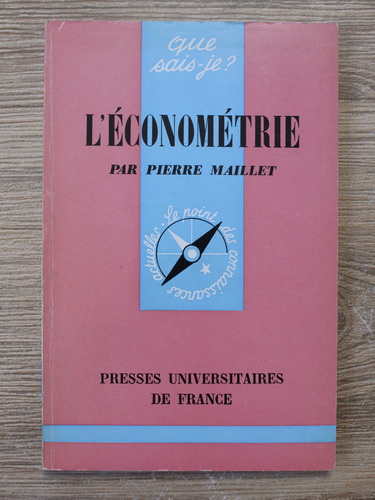 que
sais-je?
L'ÉCONOMÉTRIE
PAR PIERRE MAILLET
Le point des connaissances actuelles
PRESSES UNIVERSITAIRES
DE FRANCE